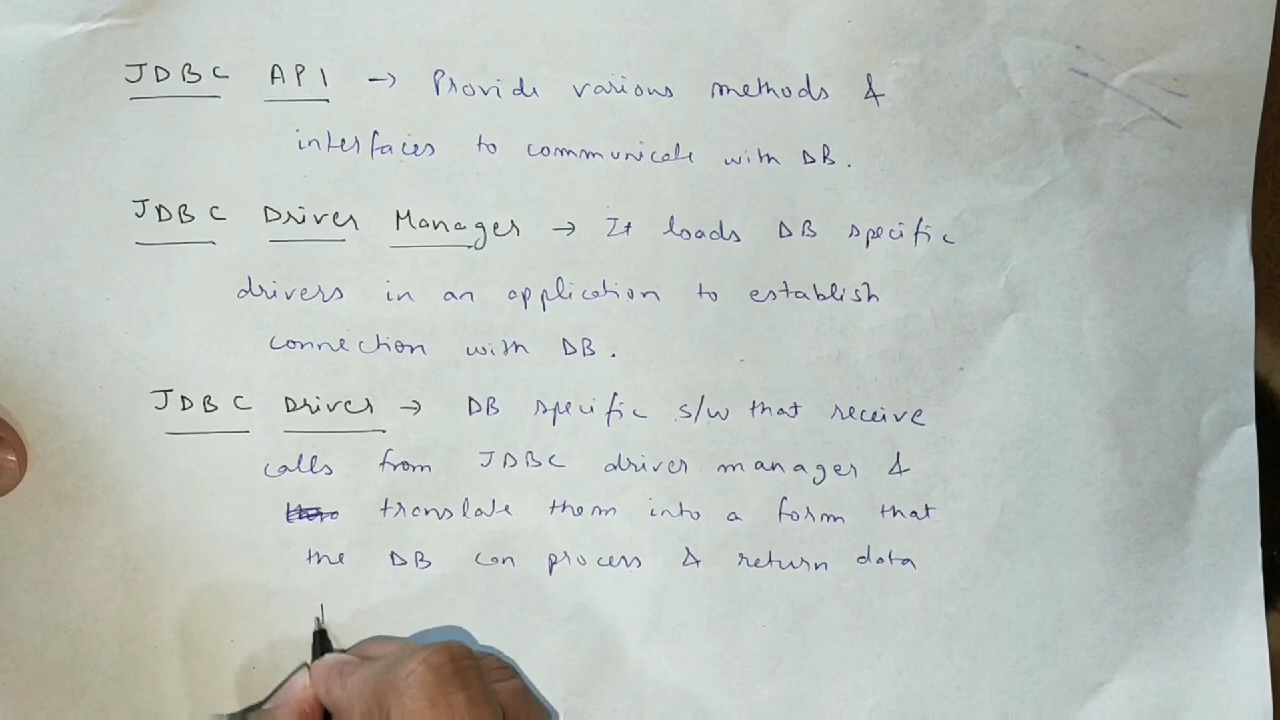 JDBC API → Provide various methods &
interfaces to communicate with DB.
JDBC Driver Manager → It loads DB specific
drivers in an application to establish
connection with DB.
JDBC Driver → DB specific s/w that receive
calls from JDBC driver manager &
translate them into a form that
the DB can process & return data